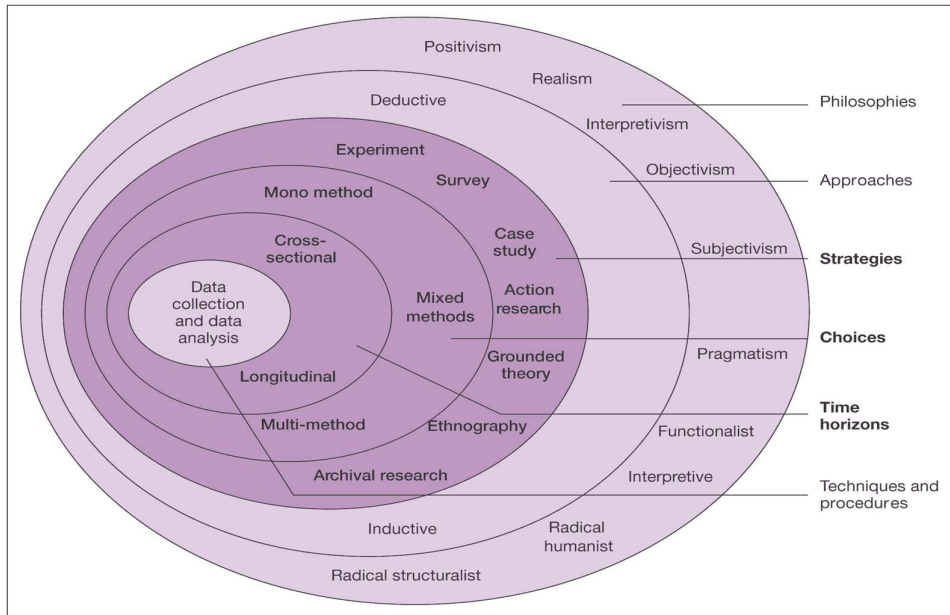 Positivism
Realism
Philosophies
Deductive
Interpretivism
Experiment
Objectivism
Approaches
Survey
Mono method
Case
study
Cross-
sectional
Subjectivism
Strategies
Data
collection
and data
analysis
Mixed
methods
Action
research
Choices
Grounded
theory
Pragmatism
Longitudinal
Time
horizons
Multi-method
Ethnography
Functionalist
Archival research
Interpretive
Techniques and
procedures
Inductive
Radical
humanist
Radical structuralist